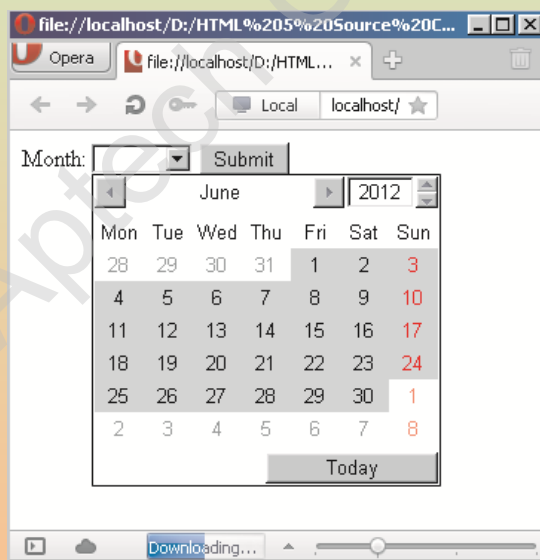 file://localhost/D:/HTML%205%20Source%20C...
Opera
file://localhost/D:/HTML...
Local localhost/
Month: Submit
June 2012
Mon Tue Wed Thu Fri Sat Sun
28 29 30 31 1 2 3
4 5 6 7 8 9 10
11 12 13 14 15 16 17
18 19 20 21 22 23 24
25 26 27 28 29 30 1
2 3 4 5 6 7 8
Today
Downloading...